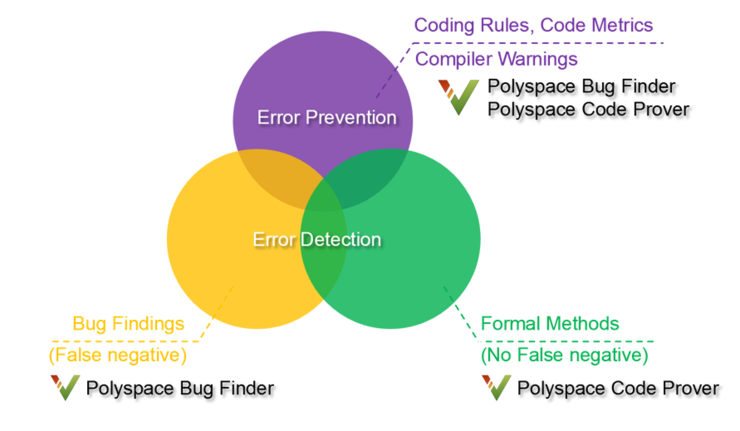 Coding Rules, Code Metrics
Compiler Warnings
Polyspace Bug Finder
Polyspace Code Prover
Error Prevention
Error Detection
Bug Findings
(False negative)
Polyspace Bug Finder
Formal Methods
(No False negative)
Polyspace Code Prover